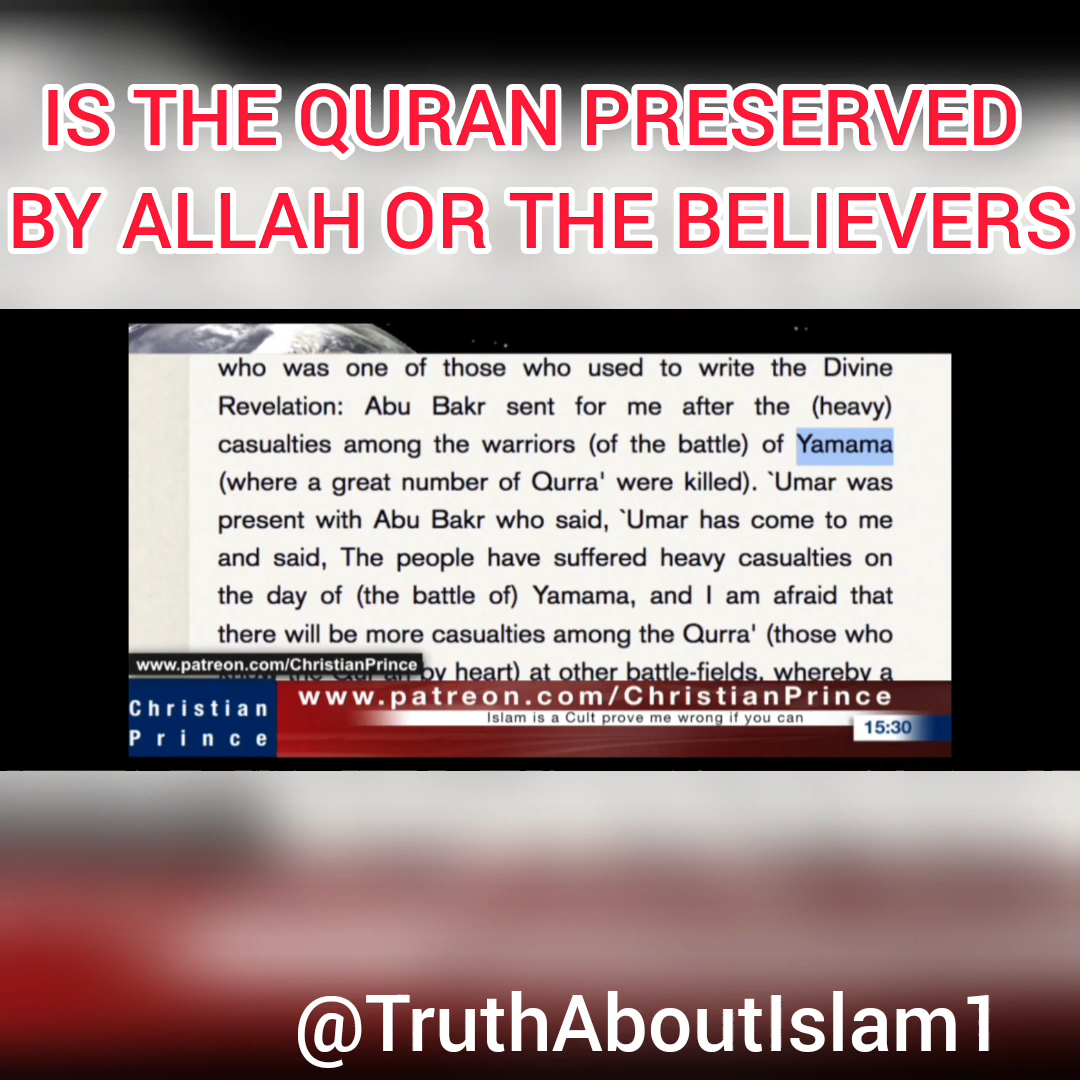 IS THE QURAN PRESERVED
BY ALLAH OR THE BELIEVERS
who was one of those who used to write the Divine
Revelation: Abu Bakr sent for me after the (heavy)
casualties among the warriors (of the battle) of Yamama
(where a great number of Qurra' were killed). `Umar was
present with Abu Bakr who said, `Umar has come to me
and said, The people have suffered heavy casualties on
the day of (the battle of) Yamama, and I am afraid that
there will be more casualties among the Qurra' (those who
www.patreon.com/ChristianPrince
by heart) at other battle-fields, whereby a
Christian
Prince
www.patreon.com/ChristianPrince
Islam is a Cult prove me wrong if you can
15:30
@TruthAboutIslam1